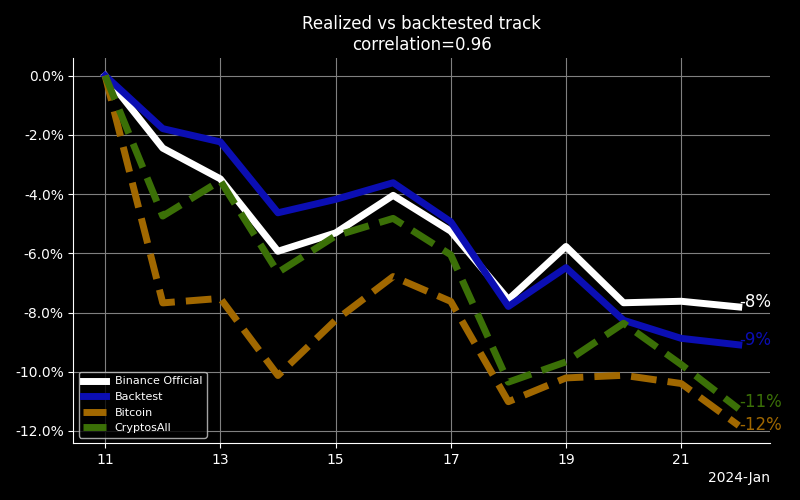 Realized vs backtested track
correlation=0.96
0.0%
-2.0%
-4.0%
-6.0%
-8.0%
-10.0%
-12.0%
-8%
-9%
-11%
-12%
Binance Official
Backtest
Bitcoin
CryptosAll
11 13 15 17 19 21
2024-Jan